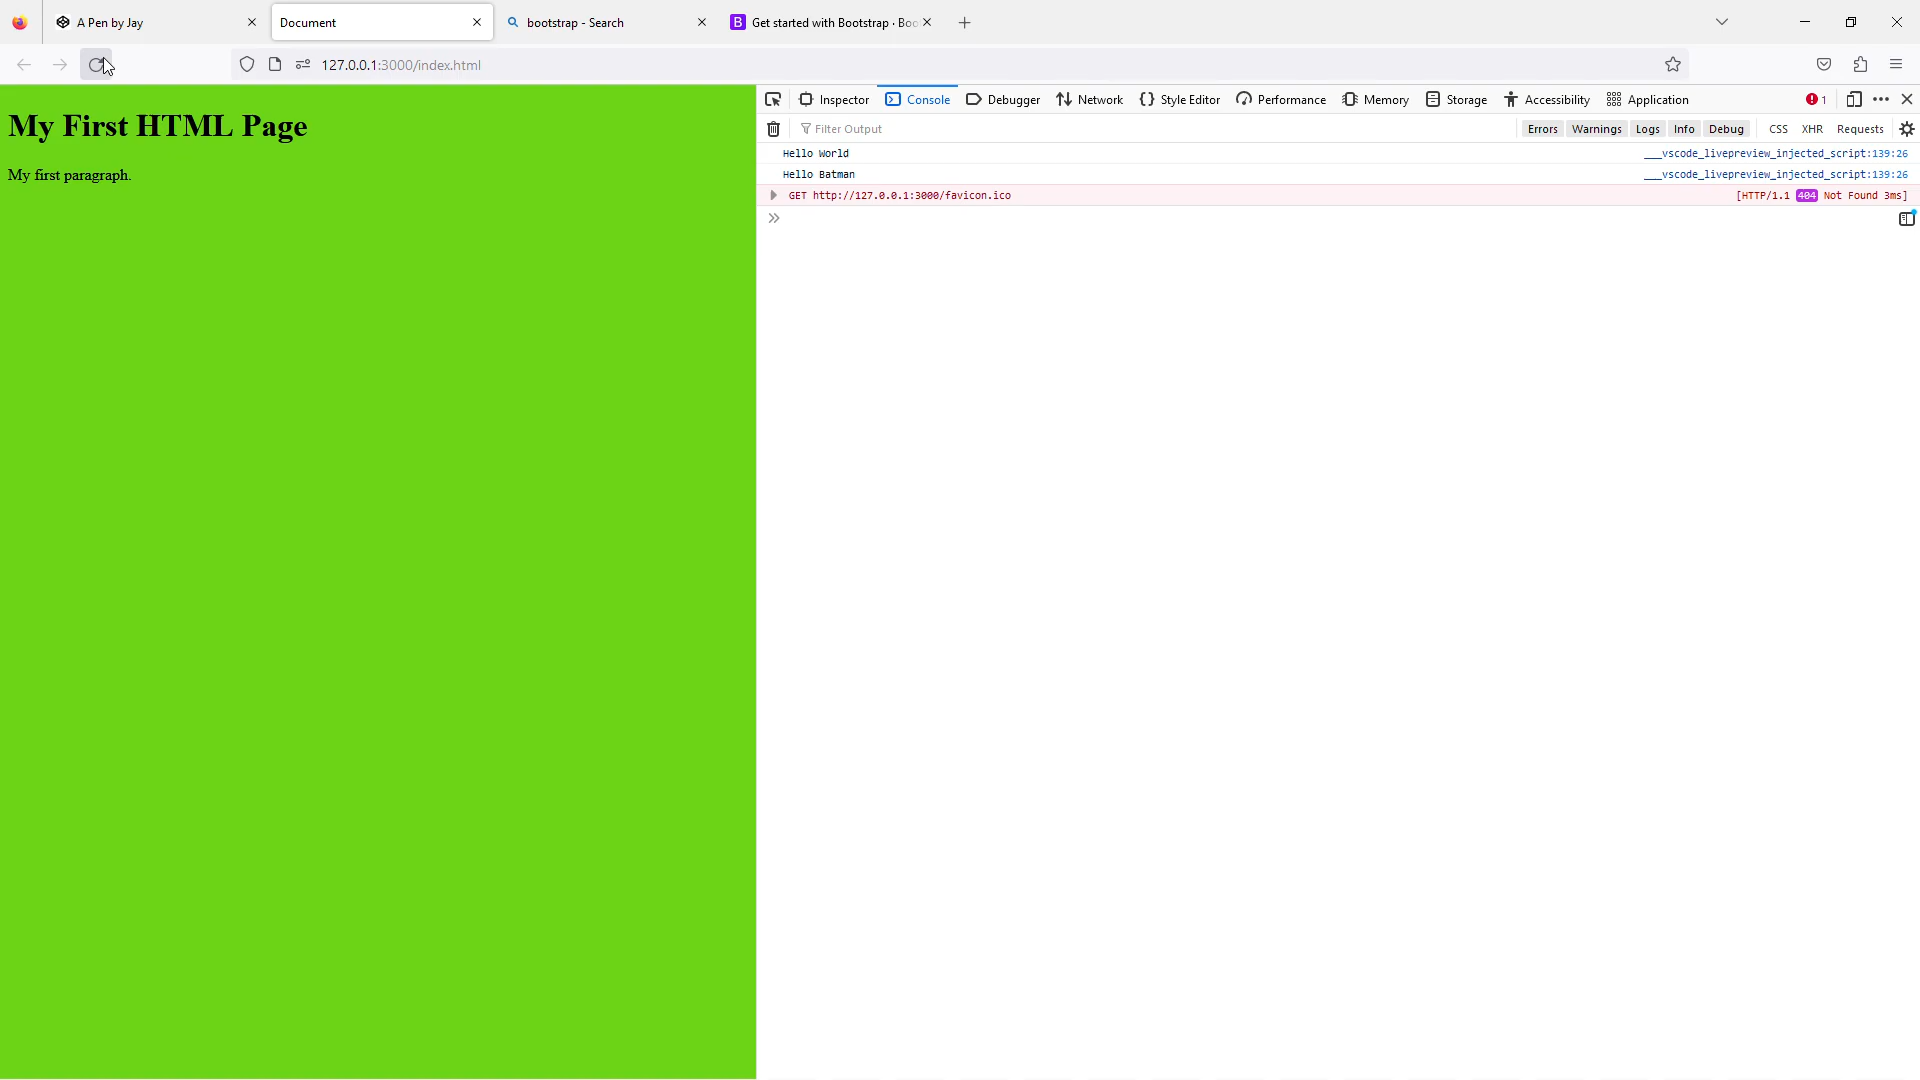 A Pen by Jay
Document
bootstrap - Search
B Get started with Bootstrap · Boo
127.0.0.1:3000/index.html
My First HTML Page
My first paragraph.
Inspector Console Debugger Network {} Style Editor Performance Memory Storage Accessibility Application 1
Filter Output Errors Warnings Logs Info Debug CSS XHR Requests
Hello World ___vscode_livepreview_injected_script:139:26
Hello Batman ___vscode_livepreview_injected_script:139:26
GET http://127.0.0.1:3000/favicon.ico [HTTP/1.1 404 Not Found 3ms]